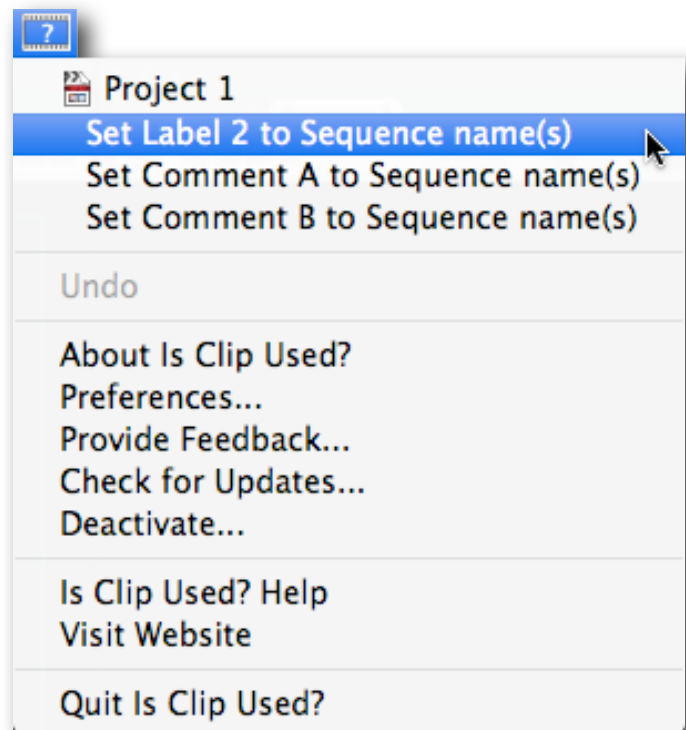 ?
Project 1
Set Label 2 to Sequence name(s)
Set Comment A to Sequence name(s)
Set Comment B to Sequence name(s)
Undo
About Is Clip Used?
Preferences...
Provide Feedback...
Check for Updates...
Deactivate...
Is Clip Used? Help
Visit Website
Quit Is Clip Used?